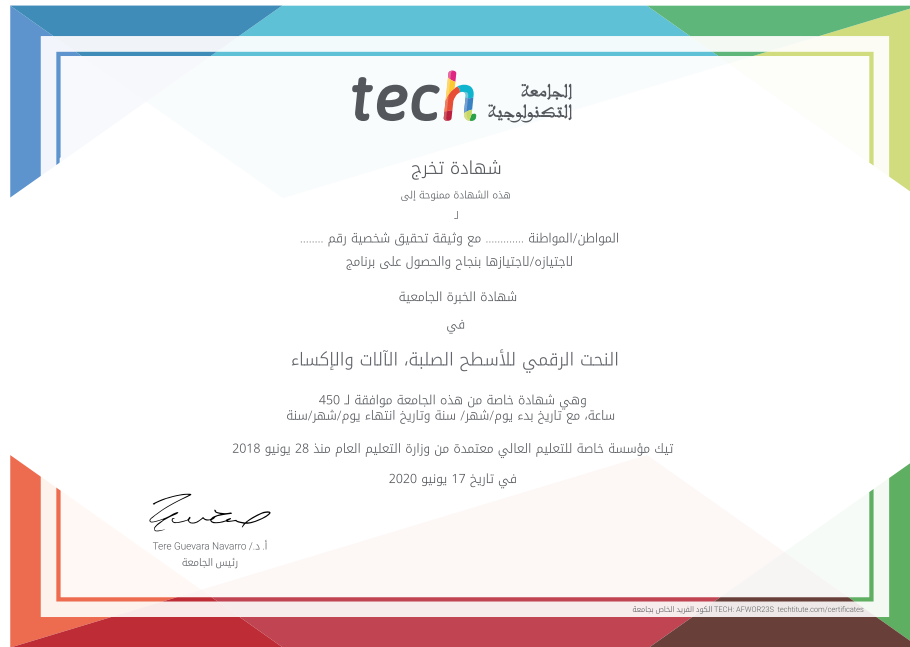 tech الجامعة
التكنولوجية
شهادة تخرج
هذه الشهادة ممنوحة إلى
لـ
المواطن/المواطنة ............. مع وثيقة تحقيق شخصية رقم ........
لاجتيازه/لاجتيازها بنجاح والحصول على برنامج
شهادة الخبرة الجامعية
في
النحت الرقمي للأسطح الصلبة، الآلات والإكساء
وهي شهادة خاصة من هذه الجامعة موافقة لـ 450
ساعة، مع تاريخ بدء يوم/شهر/ سنة وتاريخ انتهاء يوم/شهر/سنة
تيك مؤسسة خاصة للتعليم العالي معتمدة من وزارة التعليم العام منذ 28 يونيو 2018
في تاريخ 17 يونيو 2020
أ. د./ Tere Guevara Navarro
رئيس الجامعة
الكود الفريد الخاص بجامعة TECH: AFWOR23S techtitute.com/certificates